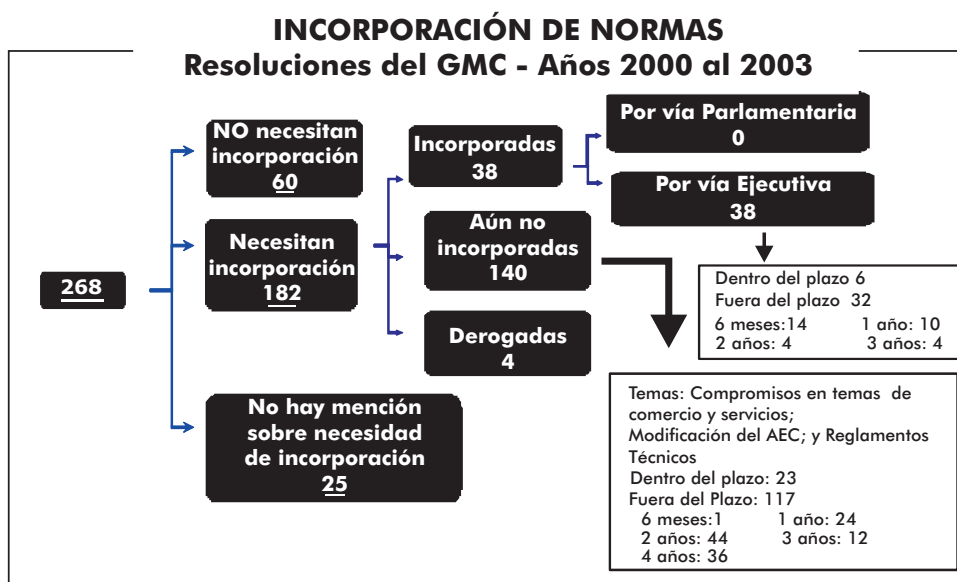 INCORPORACIÓN DE NORMAS
Resoluciones del GMC - Años 2000 al 2003
268
NO necesitan
incorporación
60
Necesitan
incorporación
182
No hay mención
sobre necesidad
de incorporación
25
Incorporadas
38
Aún no
incorporadas
140
Derogadas
4
Por vía Parlamentaria
0
Por vía Ejecutiva
38
Dentro del plazo 6
Fuera del plazo 32
6 meses:14 1 año: 10
2 años: 4 3 años: 4
Temas: Compromisos en temas de
comercio y servicios;
Modificación del AEC; y Reglamentos
Técnicos
Dentro del plazo: 23
Fuera del Plazo: 117
6 meses:1 1 año: 24
2 años: 44 3 años: 12
4 años: 36